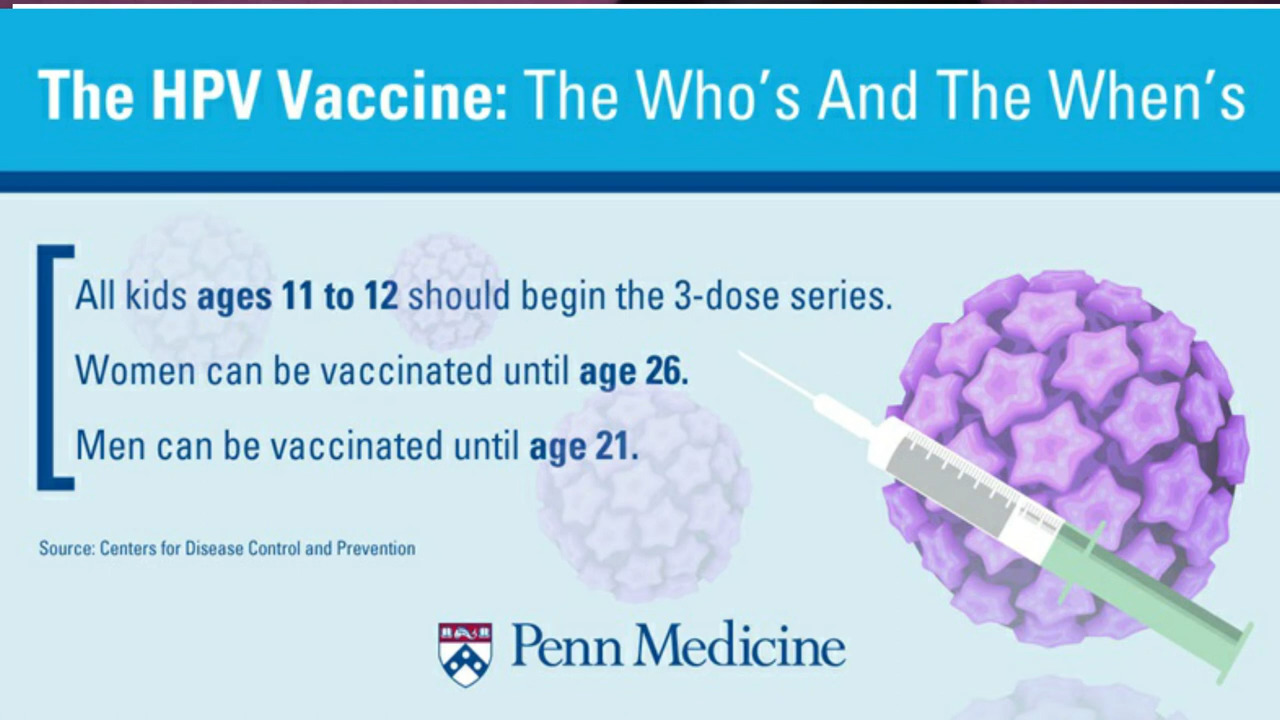 The HPV Vaccine: The Who's And The When's
All kids ages 11 to 12 should begin the 3-dose series.
Women can be vaccinated until age 26.
Men can be vaccinated until age 21.
Source: Centers for Disease Control and Prevention
Penn Medicine